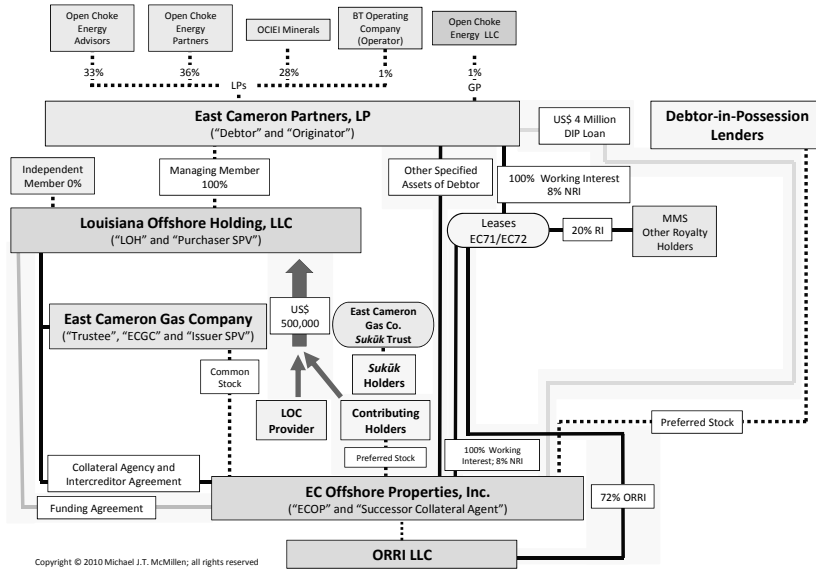 Open Choke
Energy
Advisors
Open Choke
Energy
Partners
OCIEI Minerals
BT Operating
Company
(Operator)
Open Choke
Energy LLC
33%
36%
28%
1%
1%
LPs
GP
East Cameron Partners, LP
("Debtor" and "Originator")
US$ 4 Million
DIP Loan
Debtor-in-Possession
Lenders
Independent
Member 0%
Managing Member
100%
Other Specified
Assets of Debtor
100% Working Interest
8% NRI
Louisiana Offshore Holding, LLC
("LOH" and "Purchaser SPV")
Leases
EC71/EC72
20% RI
MMS
Other Royalty
Holders
East Cameron Gas Company
("Trustee", "ECGC" and "Issuer SPV")
US$
500,000
East Cameron
Gas Co.
Sukūk Trust
Common
Stock
Sukūk
Holders
LOC
Provider
Contributing
Holders
Preferred Stock
Preferred Stock
100% Working
Interest; 8% NRI
Collateral Agency and
Intercreditor Agreement
Funding Agreement
EC Offshore Properties, Inc.
("ECOP" and "Successor Collateral Agent")
72% ORRI
ORRI LLC
Copyright © 2010 Michael J.T. McMillen; all rights reserved